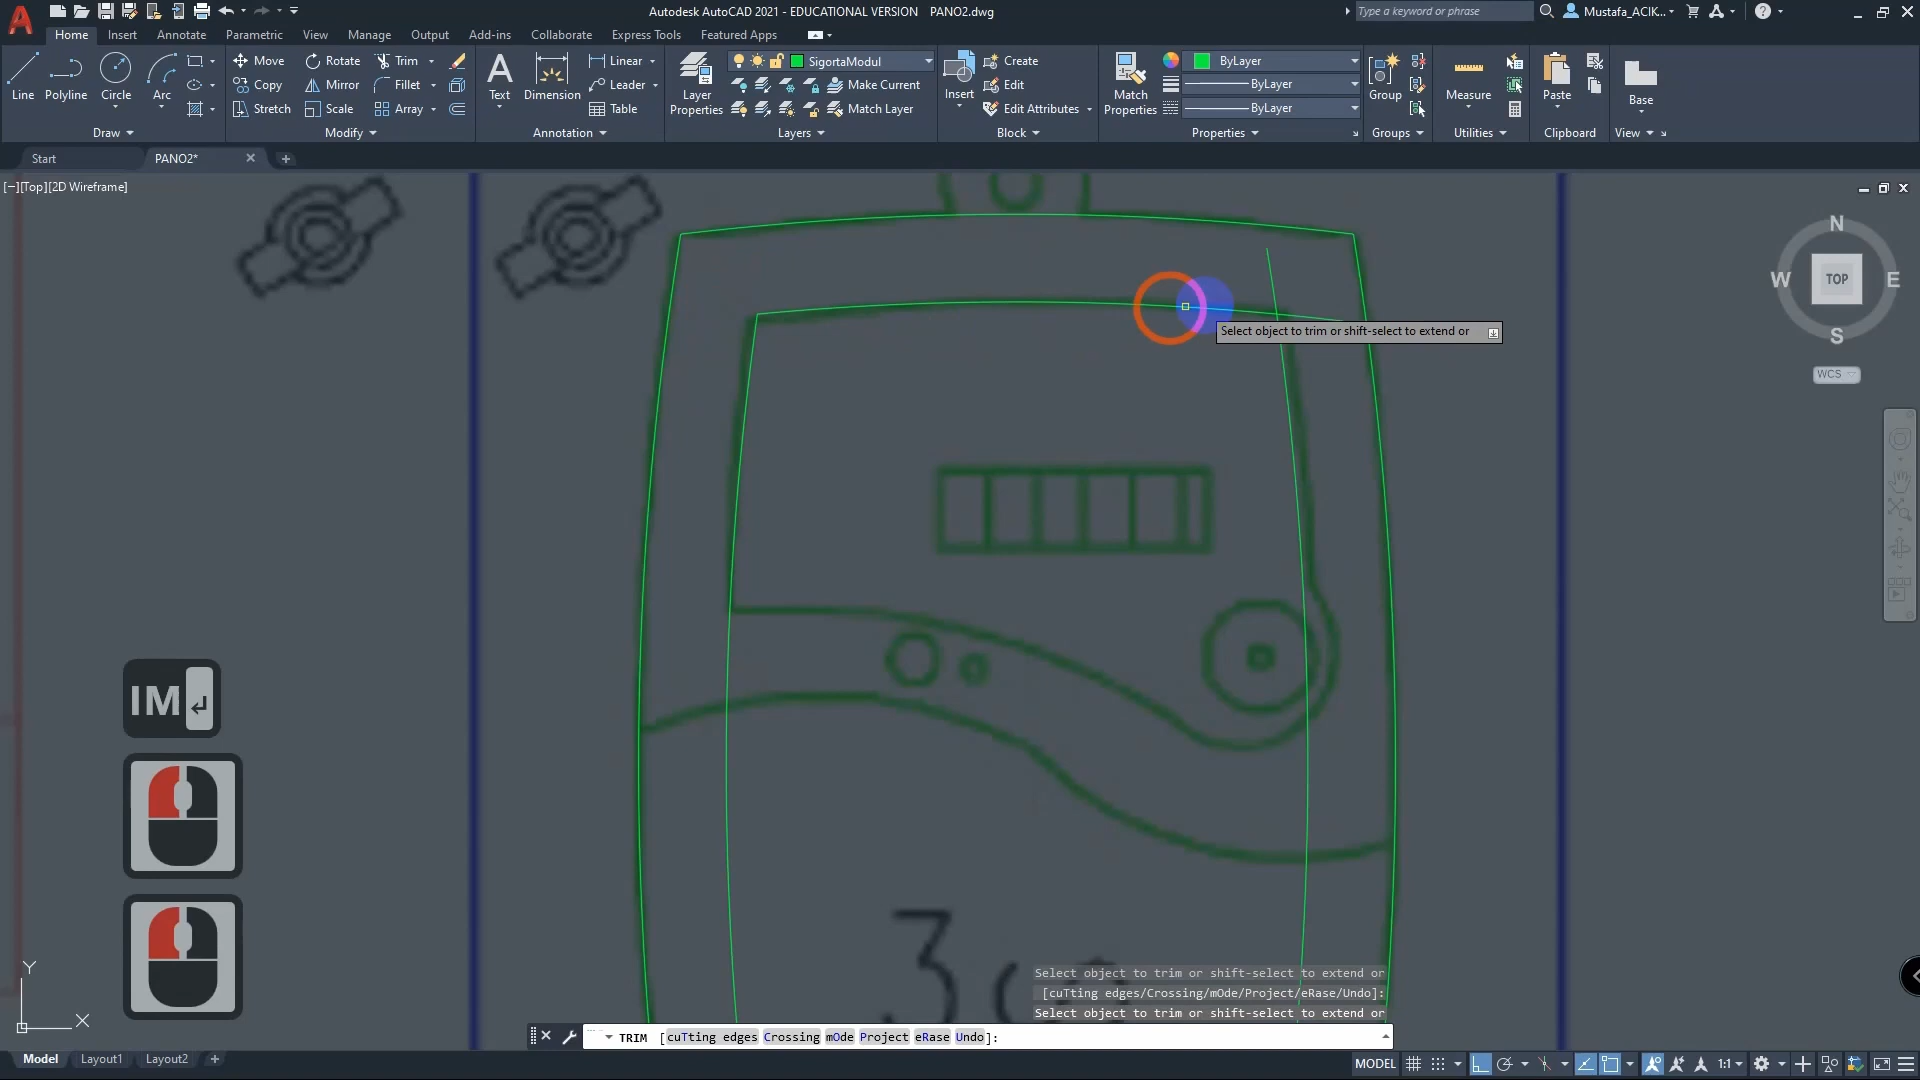 Autodesk AutoCAD 2021 - EDUCATIONAL VERSION PANO2.dwg
Type a keyword or phrase
Mustafa_ACIK...
Home Insert Annotate Parametric View Manage Output Add-ins Collaborate Express Tools Featured Apps
Line Polyline Circle Arc
Move Rotate Trim
Copy Mirror Fillet
Stretch Scale Array
Text Dimension
Linear
Leader
Table
Layer Properties
SigortaModul
Make Current
Match Layer
Insert
Create
Edit
Edit Attributes
Match Properties
ByLayer
ByLayer
ByLayer
Group
Measure
Paste
Base
Draw Modify Annotation Layers Block Properties Groups Utilities Clipboard View
Start PANO2*
[−][Top][2D Wireframe]
N
W TOP E
S
WCS
Select object to trim or shift-select to extend or
IM
3
Y
X
Select object to trim or shift-select to extend or
[cuTting edges/Crossing/mOde/Project/eRase/Undo]:
Select object to trim or shift-select to extend or
TRIM [cuTting edges Crossing mOde Project eRase Undo]:
Model Layout1 Layout2
MODEL 1:1